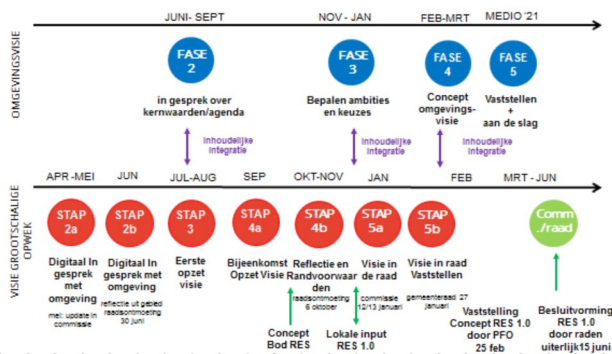 JUNI- SEPT
NOV - JAN
FEB-MRT
MEDIO '21
OMGEVINGSVISIE
FASE
2
FASE
3
FASE
4
FASE
5
in gesprek over
kernwaarden/agenda
Bepalen ambities
en keuzes
Concept
omgevings-
visie
Vaststellen
+
aan de slag
inhoudelijke
integratie
inhoudelijke
integratie
inhoudelijke
integratie
APR -MEI
JUN
JUL-AUG
SEP
OKT-NOV
JAN
FEB
MRT - JUN
VISIE GROOTSCHALIGE
OPWEK
STAP
2a
STAP
2b
STAP
3
STAP
4a
STAP
4b
STAP
5a
STAP
5b
Comm
./raad
Digitaal In
gesprek met
omgeving
mei: update in
commissie
Digitaal In
gesprek met
omgeving
reflectie uit gebied
raadsontmoeting
30 juni
Eerste
opzet
visie
Bijeenkomst
Opzet Visie
Reflectie en
Randvoorwaar
den
raadsontmoeting
6 oktober
Visie in
de raad
commissie
12/13 januari
Visie in raad
Vaststellen
gemeenteraad 27
januari
Concept
Bod RES
Lokale input
RES 1.0
Vaststelling
Concept RES 1.0
door PFO
25 feb
Besluitvorming
RES 1.0
door raden
uiterlijk15 juni